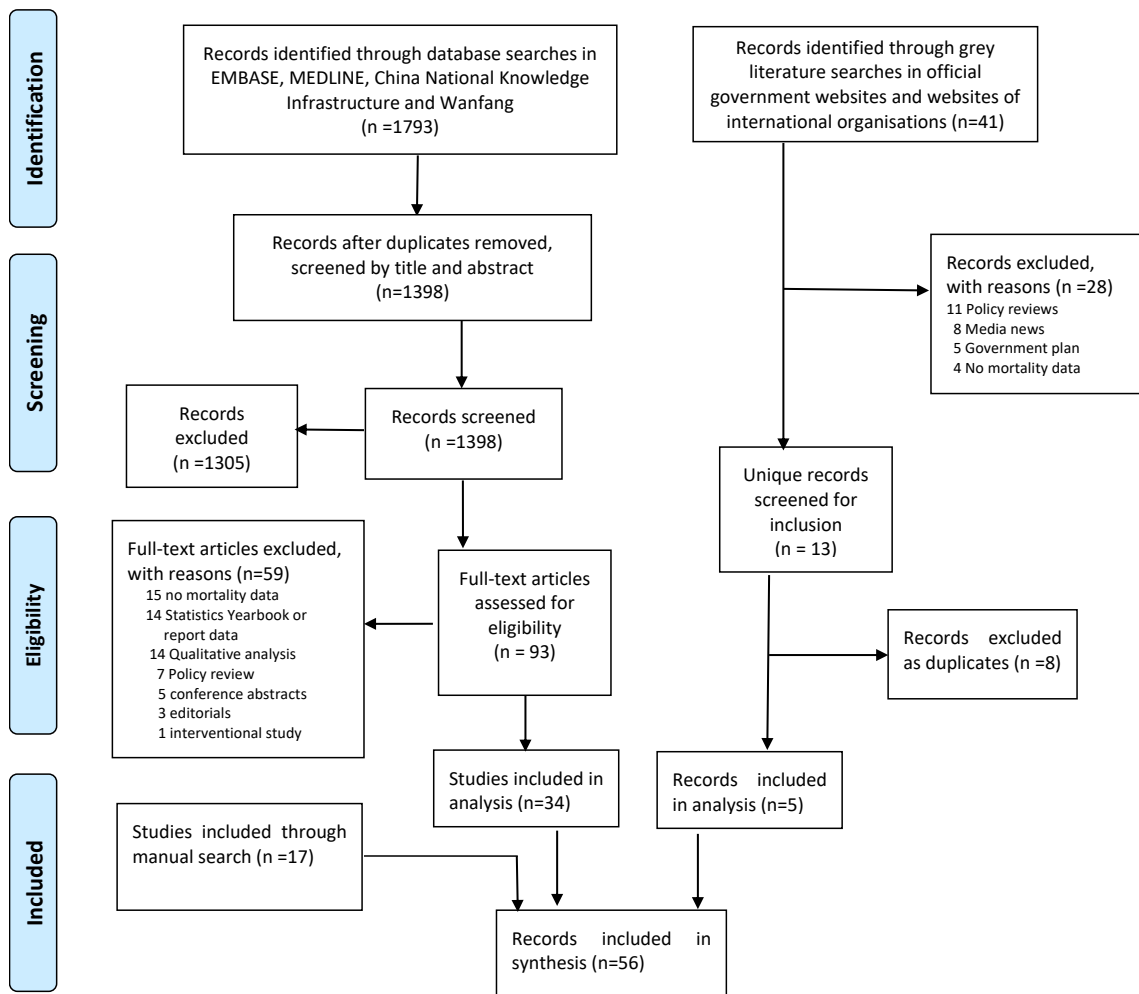 Identification
Records identified through database searches in
EMBASE, MEDLINE, China National Knowledge
Infrastructure and Wanfang
(n =1793)
Records identified through grey
literature searches in official
government websites and websites of
international organisations (n=41)
Records after duplicates removed,
screened by title and abstract
(n=1398)
Screening
Records excluded,
with reasons (n =28)
11 Policy reviews
8 Media news
5 Government plan
4 No mortality data
Records
excluded
(n =1305)
Records screened
(n =1398)
Unique records
screened for
inclusion
(n = 13)
Eligibility
Full-text articles excluded,
with reasons (n=59)
15 no mortality data
14 Statistics Yearbook or
report data
14 Qualitative analysis
7 Policy review
5 conference abstracts
3 editorials
1 interventional study
Full-text articles
assessed for
eligibility
(n = 93)
Records excluded
as duplicates (n =8)
Included
Studies included in
analysis (n=34)
Records included
in analysis (n=5)
Studies included through
manual search (n =17)
Records included in
synthesis (n=56)